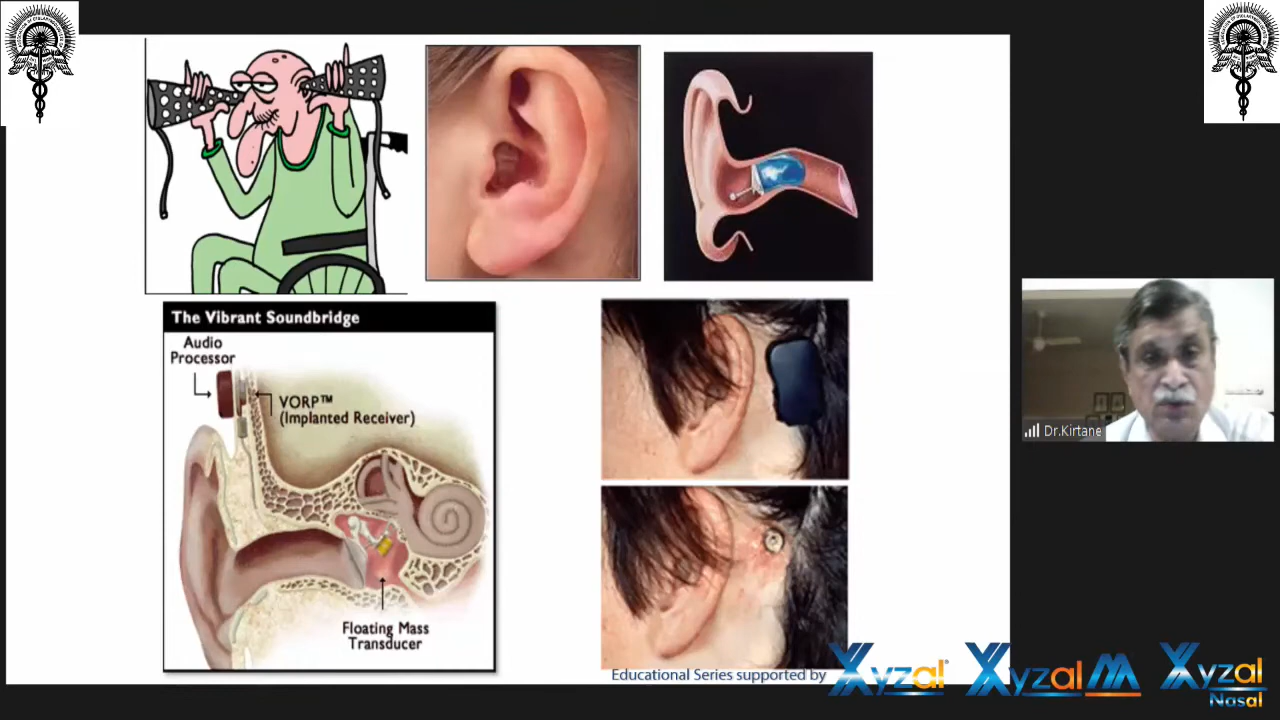 The Vibrant Soundbridge
Audio
Processor
VORP™
(Implanted Receiver)
Floating Mass
Transducer
Dr.Kirtane
Educational Series supported by
Xyzal®
Xyzal M
Xyzal
Nasal